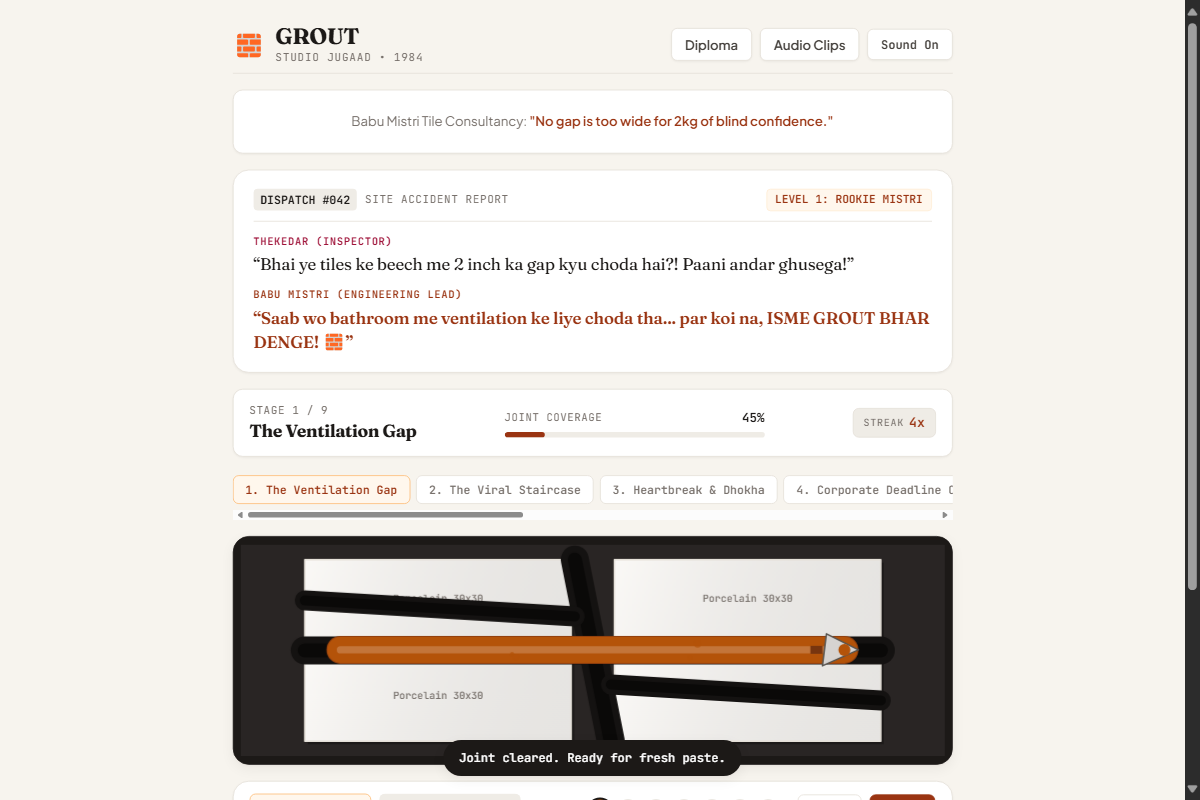 GROUT
STUDIO JUGAAD • 1984
Diploma
Audio Clips
Sound On
Babu Mistri Tile Consultancy: "No gap is too wide for 2kg of blind confidence."
DISPATCH #042
SITE ACCIDENT REPORT
LEVEL 1: ROOKIE MISTRI
THEKEDAR (INSPECTOR)
“Bhai ye tiles ke beech me 2 inch ka gap kyu choda hai?! Paani andar ghusega!”
BABU MISTRI (ENGINEERING LEAD)
“Saab wo bathroom me ventilation ke liye choda tha... par koi na, ISME GROUT BHAR
DENGE! 🧱”
STAGE 1 / 9
The Ventilation Gap
JOINT COVERAGE
45%
STREAK 4x
1. The Ventilation Gap
2. The Viral Staircase
3. Heartbreak & Dhokha
4. Corporate Deadline
Porcelain 30x30
Porcelain 30x30
Porcelain 30x30
Joint cleared. Ready for fresh paste.